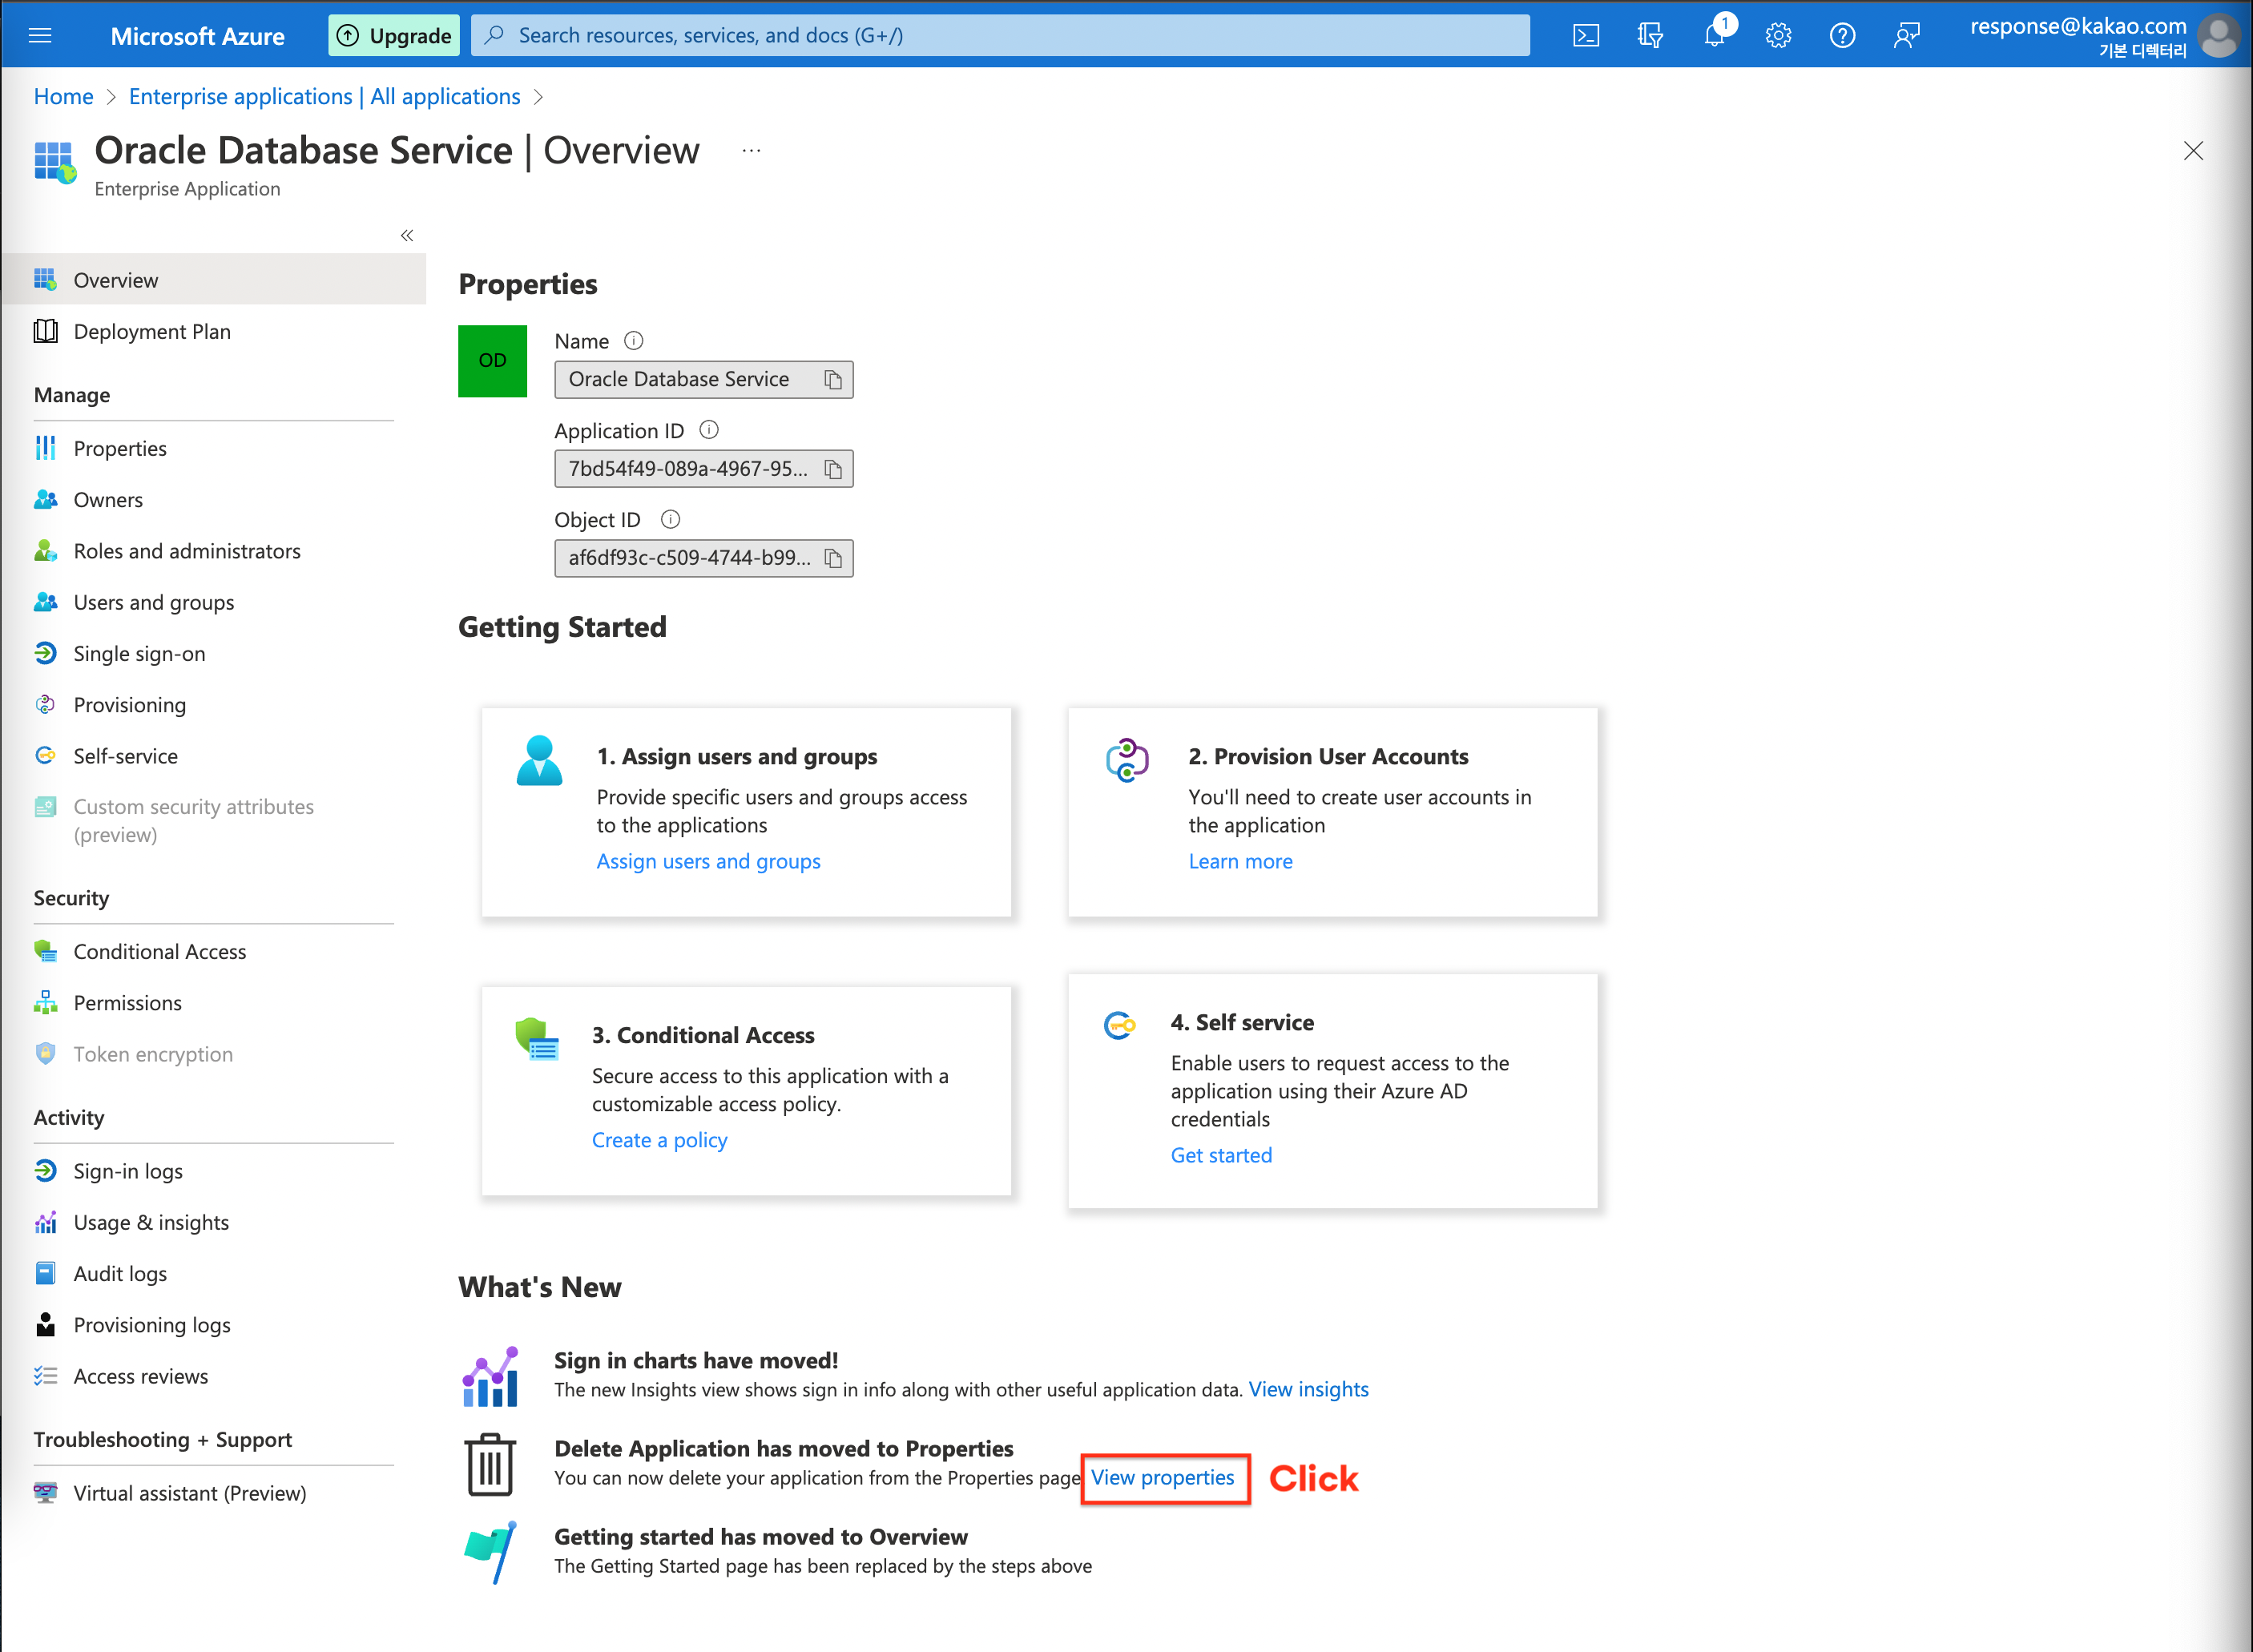 Microsoft Azure
Upgrade
Search resources, services, and docs (G+/)
1
response@kakao.com
기본 디렉터리
Home > Enterprise applications | All applications >
Oracle Database Service | Overview ...
Enterprise Application
«
Overview
Deployment Plan
Manage
Properties
Owners
Roles and administrators
Users and groups
Single sign-on
Provisioning
Self-service
Custom security attributes
(preview)
Security
Conditional Access
Permissions
Token encryption
Activity
Sign-in logs
Usage & insights
Audit logs
Provisioning logs
Access reviews
Troubleshooting + Support
Virtual assistant (Preview)
Properties
OD
Name
Oracle Database Service
Application ID
7bd54f49-089a-4967-95...
Object ID
af6df93c-c509-4744-b99...
Getting Started
1. Assign users and groups
Provide specific users and groups access
to the applications
Assign users and groups
2. Provision User Accounts
You'll need to create user accounts in
the application
Learn more
3. Conditional Access
Secure access to this application with a
customizable access policy.
Create a policy
4. Self service
Enable users to request access to the
application using their Azure AD
credentials
Get started
What's New
Sign in charts have moved!
The new Insights view shows sign in info along with other useful application data. View insights
Delete Application has moved to Properties
You can now delete your application from the Properties page View properties Click
Getting started has moved to Overview
The Getting Started page has been replaced by the steps above